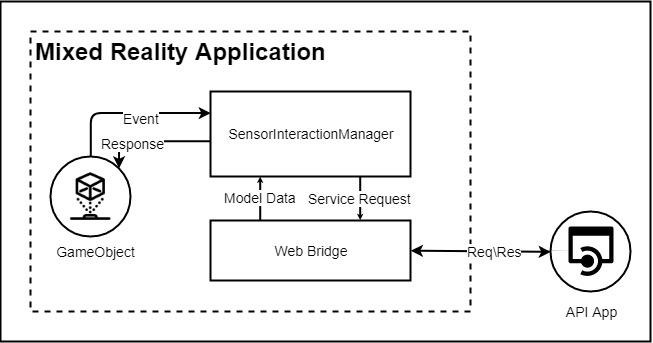 Mixed Reality Application
Event
SensorInteractionManager
Response
Model Data
Service Request
GameObject
Web Bridge
Req\Res
API App